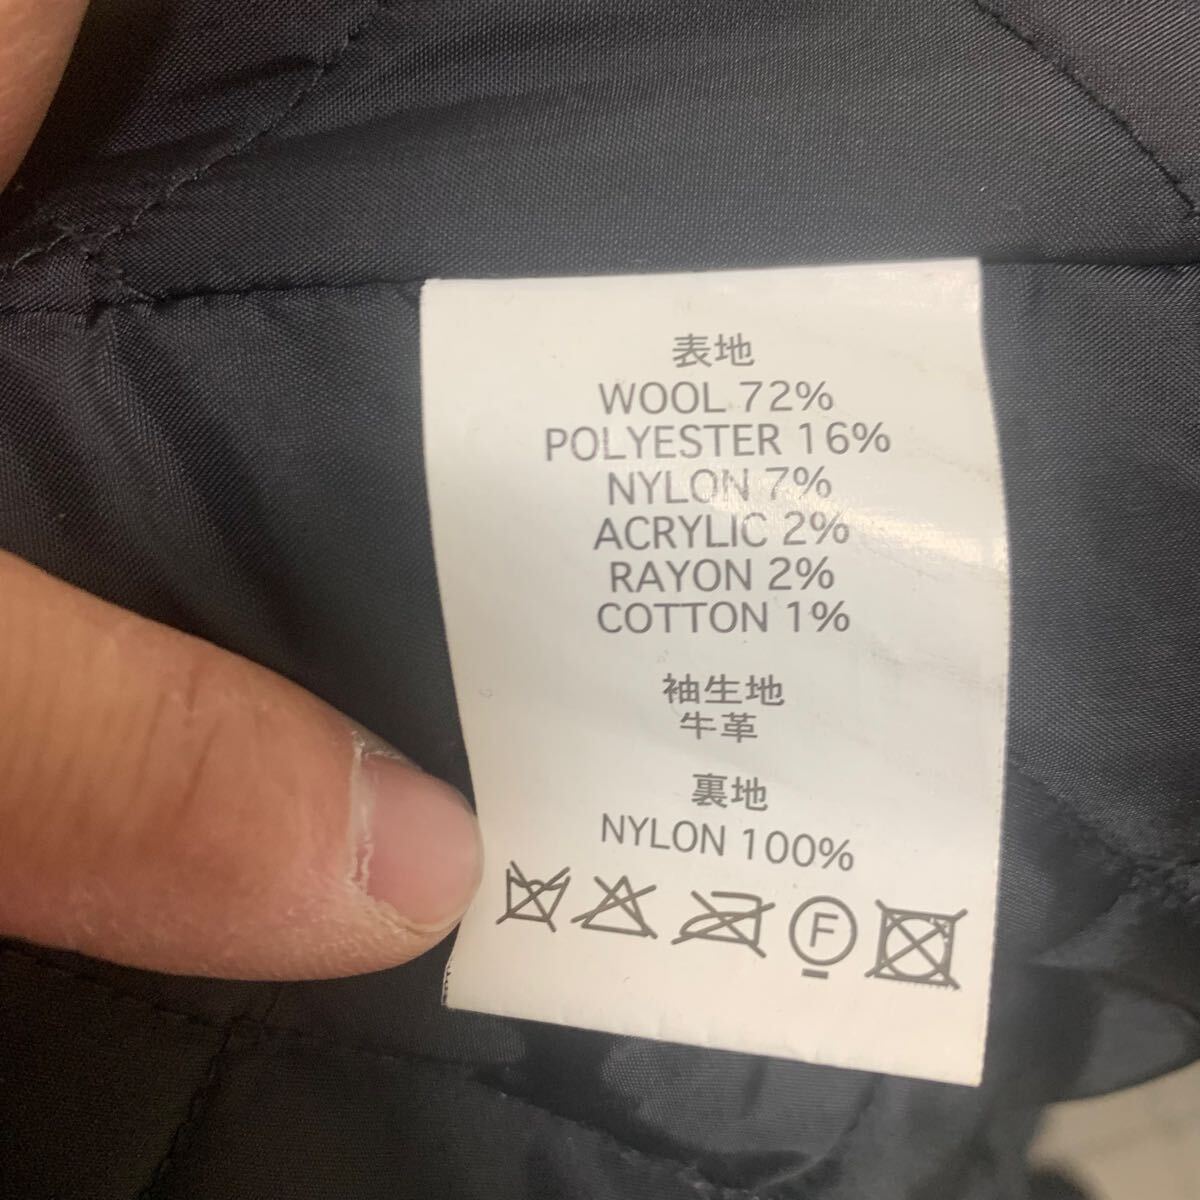 表地
WOOL 72%
POLYESTER 16%
NYLON 7%
ACRYLIC 2%
RAYON 2%
COTTON 1%
袖生地
牛革
裏地
NYLON 100%
F